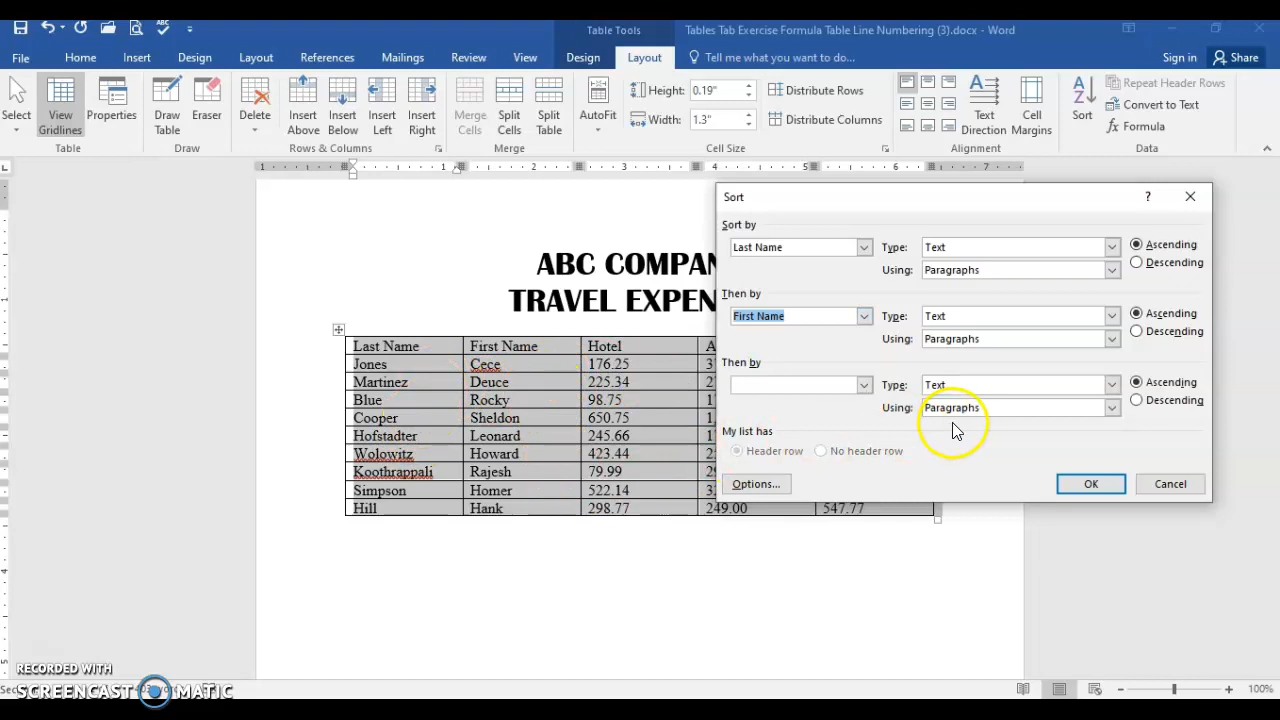 ABC
Table Tools
Tables Tab Exercise Formula Table Line Numbering (3).docx - Word
File Home Insert Design Layout References Mailings Review View Design Layout Tell me what you want to do... Sign in Share
Select View Gridlines Properties Draw Table Eraser Delete Insert Above Insert Below Insert Left Insert Right Merge Cells Split Cells Split Table AutoFit
Height: 0.19" Distribute Rows
Width: 1.3" Distribute Columns
Text Direction Cell Margins Sort
Repeat Header Rows
Convert to Text
Formula
Table Draw Rows & Columns Merge Cell Size Alignment Data
1 1 2 3 4 5 6 7
ABC COMPAN
TRAVEL EXPEN
Last Name First Name Hotel A
Jones Cece 176.25
Martinez Deuce 225.34
Blue Rocky 98.75
Cooper Sheldon 650.75
Hofstadter Leonard 245.66
Wolowitz Howard 423.44
Koothrappali Rajesh 79.99
Simpson Homer 522.14
Hill Hank 298.77 249.00 547.77
Sort ?
Sort by
Last Name Type: Text Ascending
Using: Paragraphs Descending
Then by
First Name Type: Text Ascending
Using: Paragraphs Descending
Then by
Type: Text Ascending
Using: Paragraphs Descending
My list has
Header row No header row
Options... OK Cancel
RECORDED WITH
SCREENCAST MATIC
100%